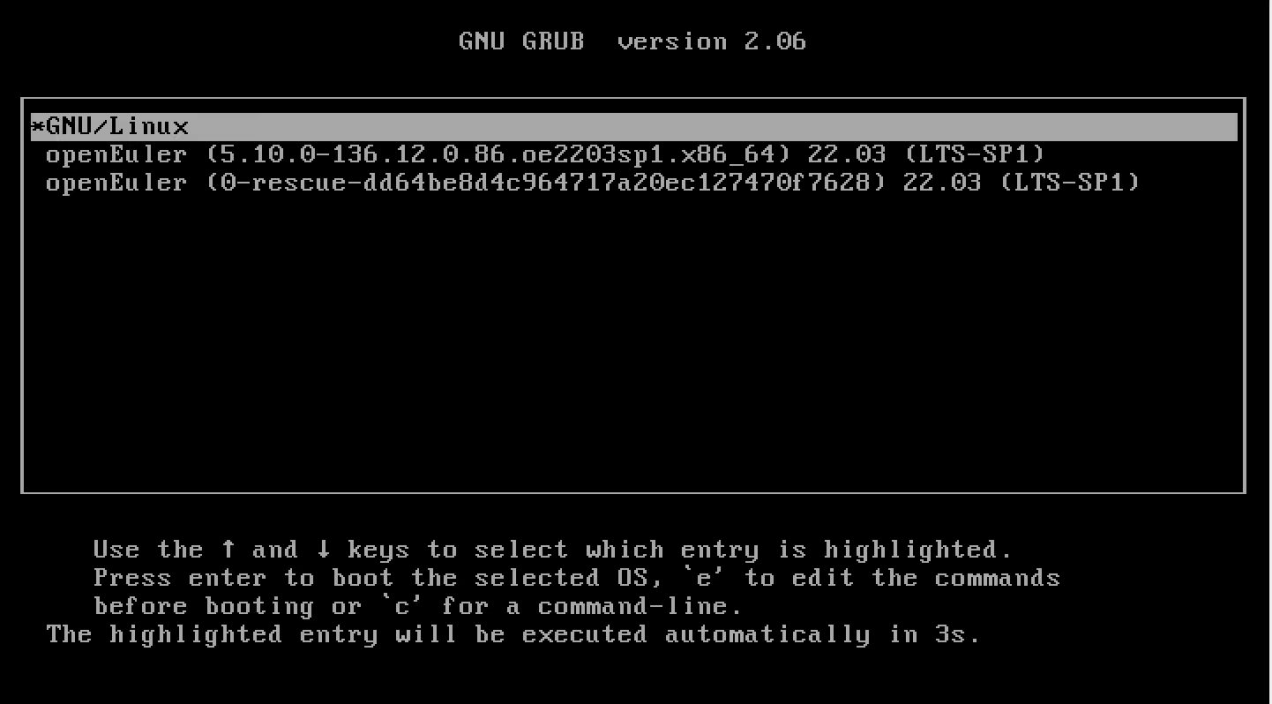 GNU GRUB  version 2.06
*GNU/Linux
openEuler (5.10.0-136.12.0.86.oe2203sp1.x86_64) 22.03 (LTS-SP1)
openEuler (0-rescue-dd64be8d4c964717a20ec127470f7628) 22.03 (LTS-SP1)
Use the ↑ and ↓ keys to select which entry is highlighted.
Press enter to boot the selected OS, `e' to edit the commands
before booting or `c' for a command-line.
The highlighted entry will be executed automatically in 3s.